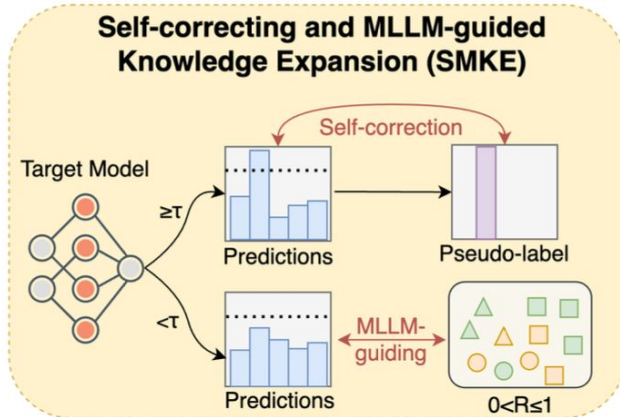 Self-correcting and MLLM-guided
Knowledge Expansion (SMKE)
Self-correction
Target Model
≥τ
Predictions
Pseudo-label
<τ
MLLM-
guiding
Predictions
0<R≤1